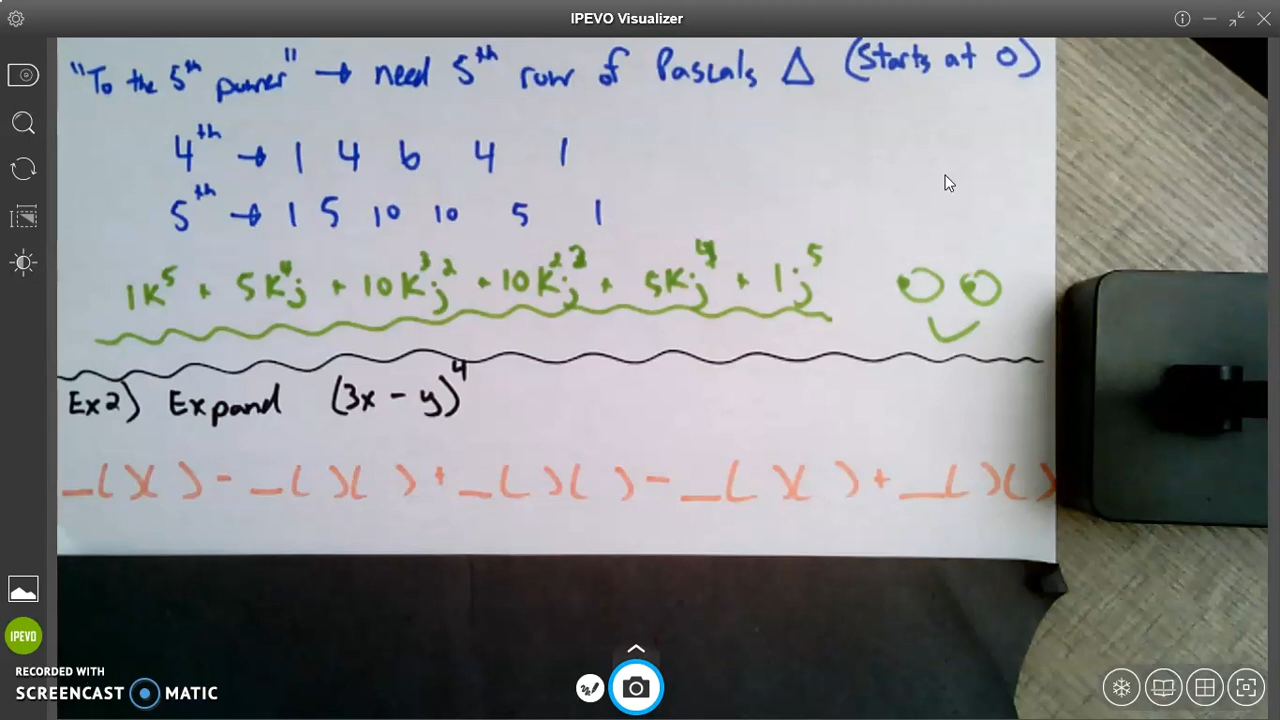 IPEVO Visualizer
"To the 5th power" → need 5th row of Pascals Δ (Starts at 0)
4th → 1 4 6 4 1
5th → 1 5 10 10 5 1
1K⁵ + 5K⁴j + 10K³j² + 10K²j³ + 5Kj⁴ + 1j⁵
Ex2) Expand (3x - y)⁴
_( )( ) - _( )( ) + _( )( ) - _( )( ) + _( )( )
IPEVO
RECORDED WITH
SCREENCAST MATIC